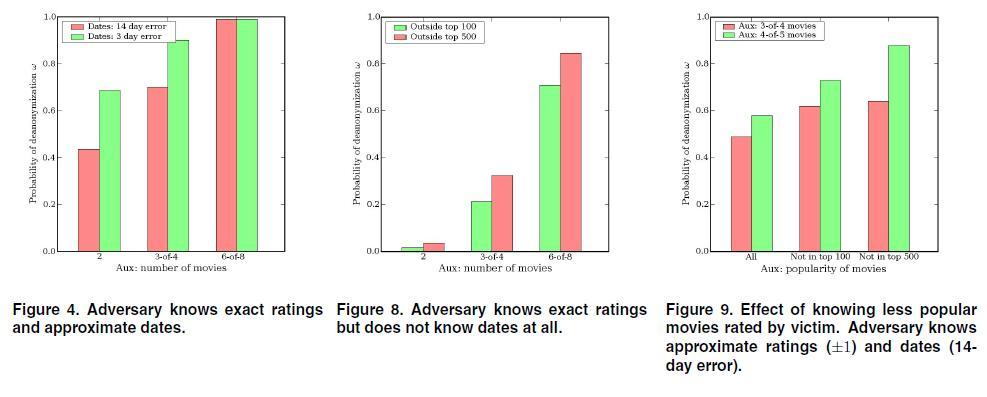 1.0
0.8
0.6
0.4
0.2
0.0
Probability of deanonymization ω
Dates: 14 day error
Dates: 3 day error
2
3-of-4
6-of-8
Aux: number of movies
Figure 4. Adversary knows exact ratings
and approximate dates.
1.0
0.8
0.6
0.4
0.2
0.0
Probability of deanonymization ω
Outside top 100
Outside top 500
2
3-of-4
6-of-8
Aux: number of movies
Figure 8. Adversary knows exact ratings
but does not know dates at all.
1.0
0.8
0.6
0.4
0.2
0.0
Probability of deanonymization ω
Aux: 3-of-4 movies
Aux: 4-of-5 movies
All
Not in top 100
Not in top 500
Aux: popularity of movies
Figure 9. Effect of knowing less popular
movies rated by victim. Adversary knows
approximate ratings (±1) and dates (14-
day error).